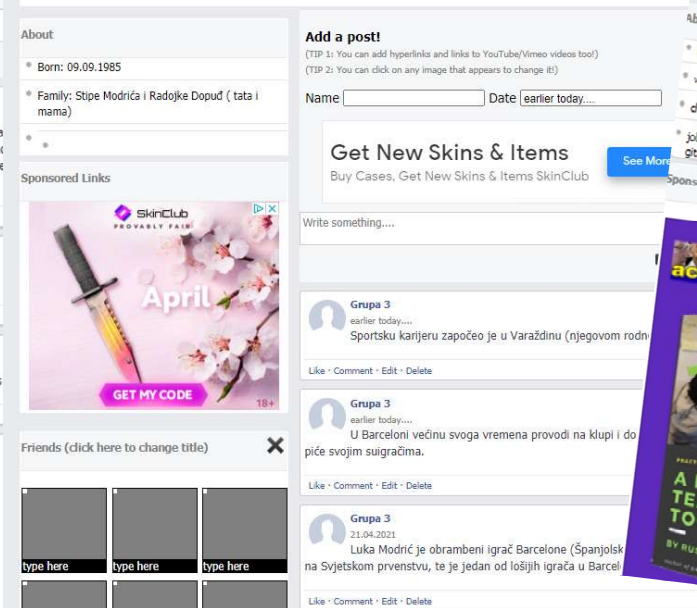 About
Born: 09.09.1985
Family: Stipe Modrića i Radojke Dopuđ ( tata i
mama)
Sponsored Links
SkinClub
PROVABLY FAIR
April
GET MY CODE
18+
Friends (click here to change title)
type here
type here
type here
Add a post!
(TIP 1: You can add hyperlinks and links to YouTube/Vimeo videos too!)
(TIP 2: You can click on any image that appears to change it!)
Name
Date earlier today....
Get New Skins & Items
Buy Cases, Get New Skins & Items SkinClub
See More
Write something....
Grupa 3
earlier today....
Sportsku karijeru započeo je u Varaždinu (njegovom rodn
Like · Comment · Edit · Delete
Grupa 3
earlier today....
U Barceloni većinu svoga vremena provodi na klupi i do
piće svojim suigračima.
Like · Comment · Edit · Delete
Grupa 3
21.04.2021
Luka Modrić je obrambeni igrač Barcelone (Španjolsk
na Svjetskom prvenstvu, te je jedan od lošijih igrača u Barcel
Like · Comment · Edit · Delete
Spons
ac
A
TE
TO
BY RUS